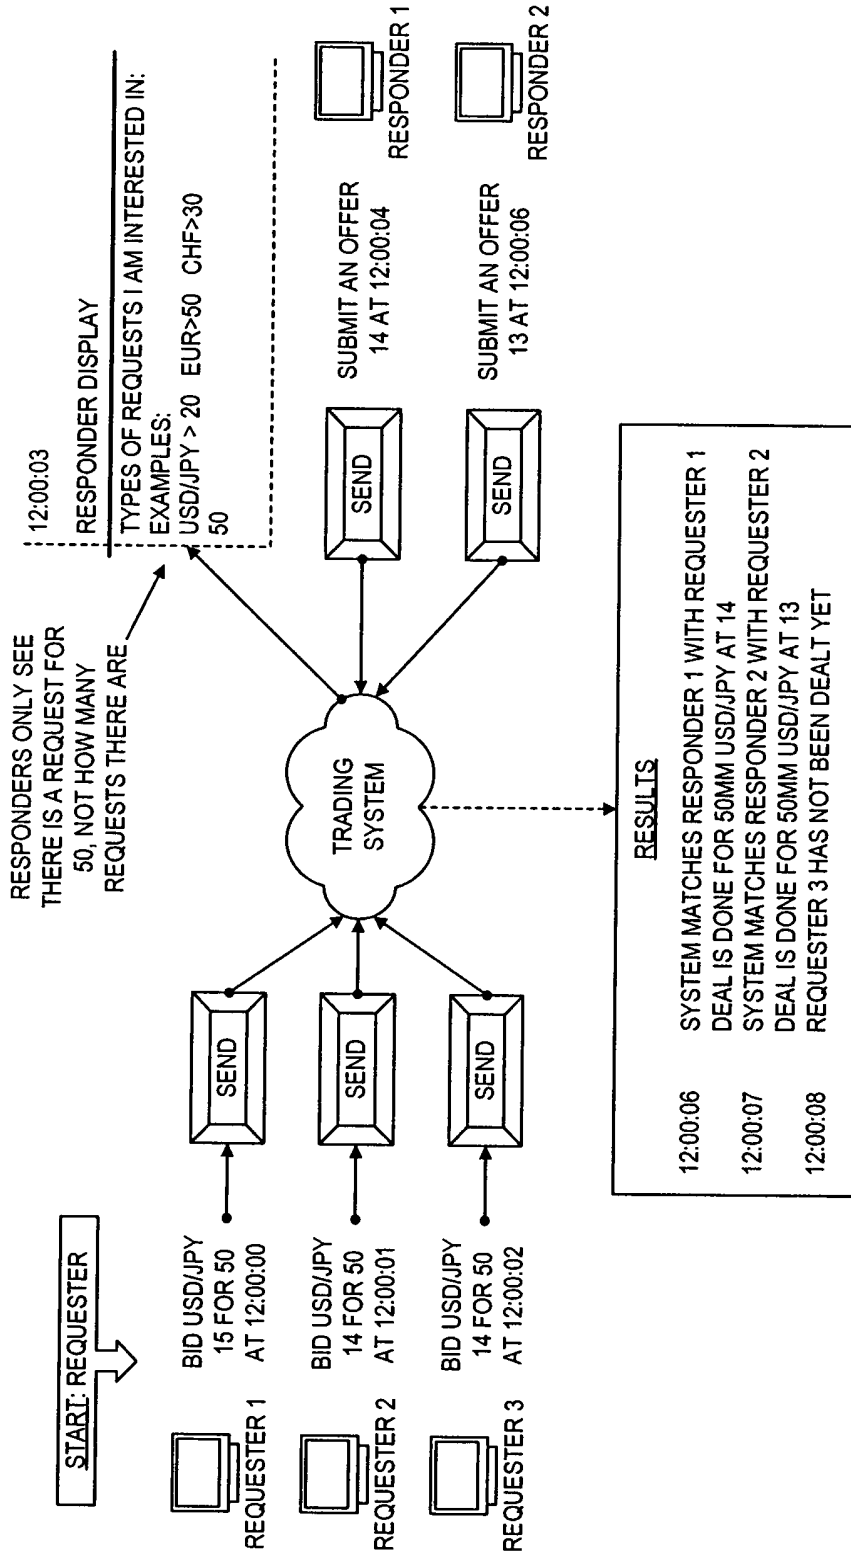 START: REQUESTER
REQUESTER 1
BID USD/JPY
15 FOR 50
AT 12:00:00
SEND
REQUESTER 2
BID USD/JPY
14 FOR 50
AT 12:00:01
SEND
REQUESTER 3
BID USD/JPY
14 FOR 50
AT 12:00:02
SEND
TRADING
SYSTEM
RESPONDERS ONLY SEE
THERE IS A REQUEST FOR
50, NOT HOW MANY
REQUESTS THERE ARE
12:00:03
RESPONDER DISPLAY
TYPES OF REQUESTS I AM INTERESTED IN:
EXAMPLES:
USD/JPY > 20 EUR>50 CHF>30
50
SEND
SUBMIT AN OFFER
14 AT 12:00:04
RESPONDER 1
SEND
SUBMIT AN OFFER
13 AT 12:00:06
RESPONDER 2
RESULTS
12:00:06 SYSTEM MATCHES RESPONDER 1 WITH REQUESTER 1
DEAL IS DONE FOR 50MM USD/JPY AT 14
12:00:07 SYSTEM MATCHES RESPONDER 2 WITH REQUESTER 2
DEAL IS DONE FOR 50MM USD/JPY AT 13
12:00:08 REQUESTER 3 HAS NOT BEEN DEALT YET